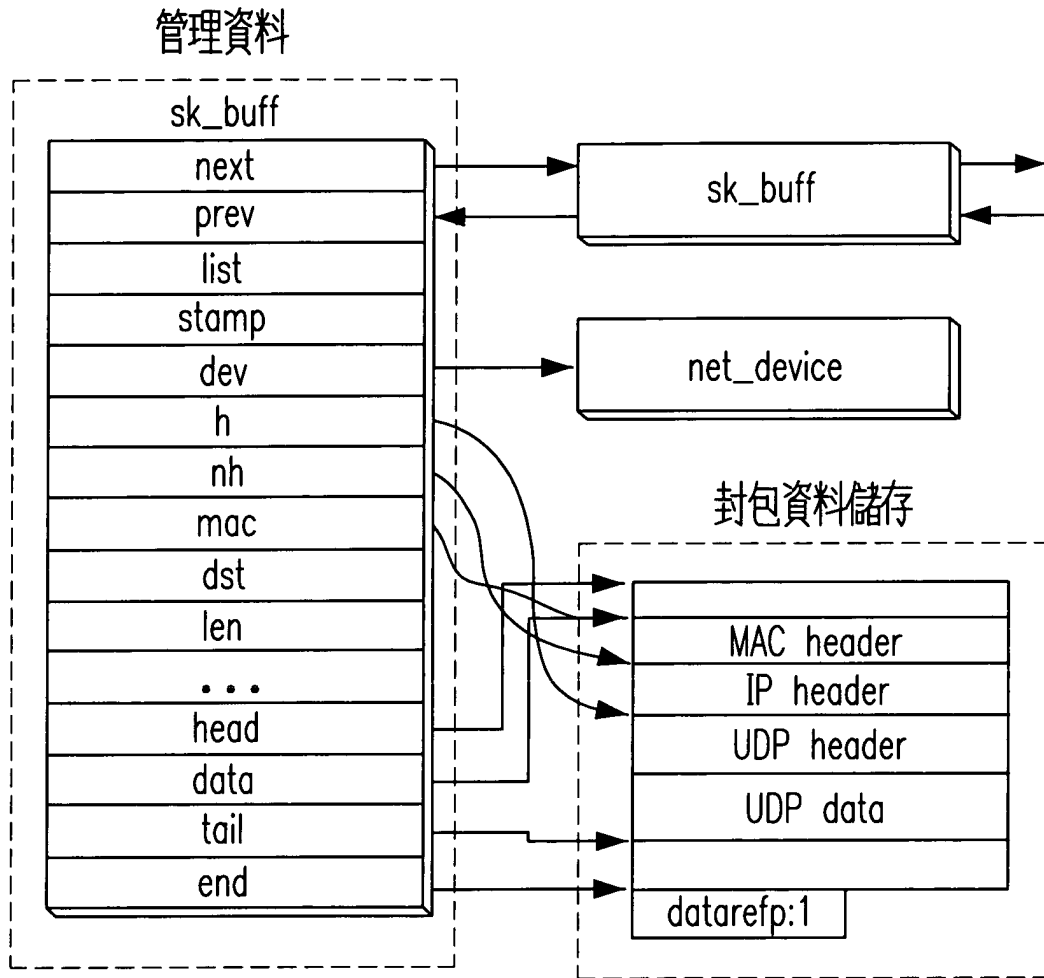 管理資料
sk_buff
next
prev
list
stamp
dev
h
nh
mac
dst
len
...
head
data
tail
end
sk_buff
net_device
封包資料儲存
MAC header
IP header
UDP header
UDP data
datarefp:1